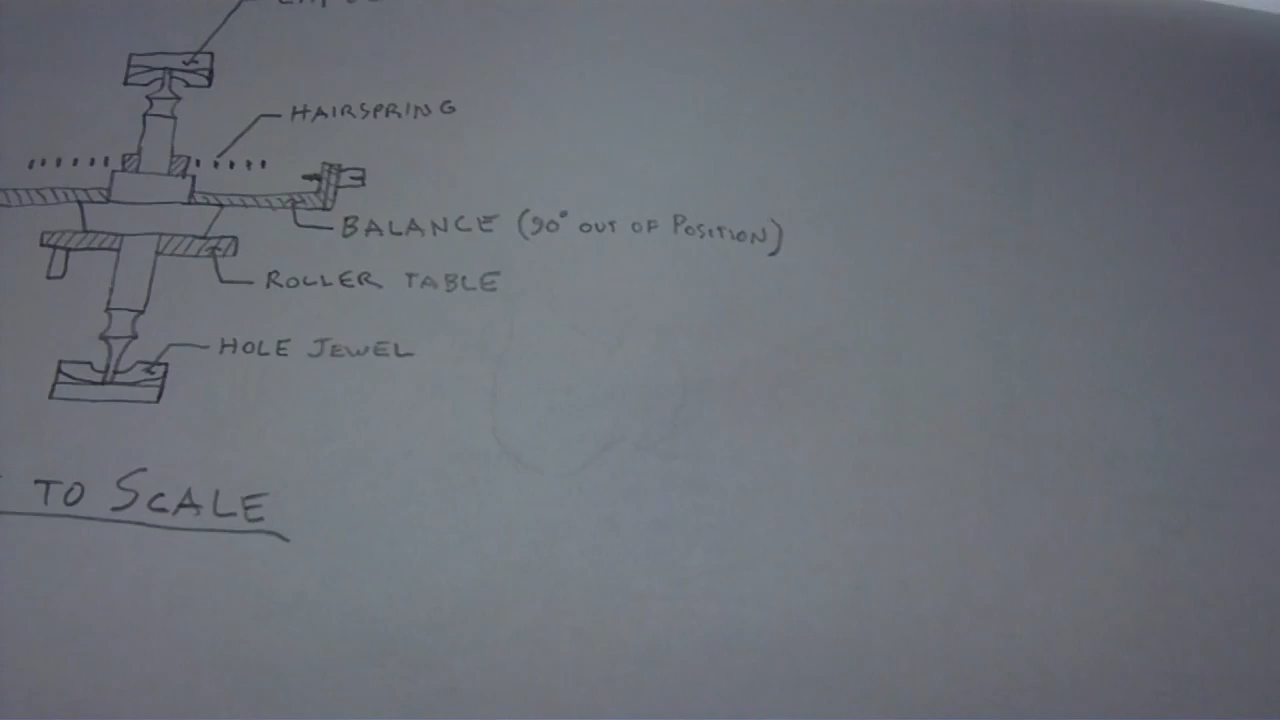 HAIRSPRING
BALANCE (90° OUT OF POSITION)
ROLLER TABLE
HOLE JEWEL
TO SCALE